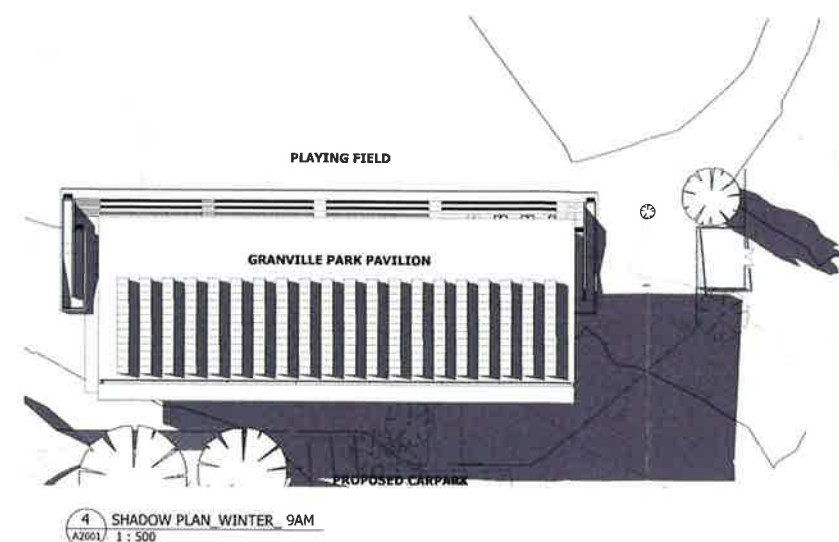 PLAYING FIELD
GRANVILLE PARK PAVILION
PROPOSED CARPARK
4 SHADOW PLAN_WINTER_ 9AM
A2001 1 : 500